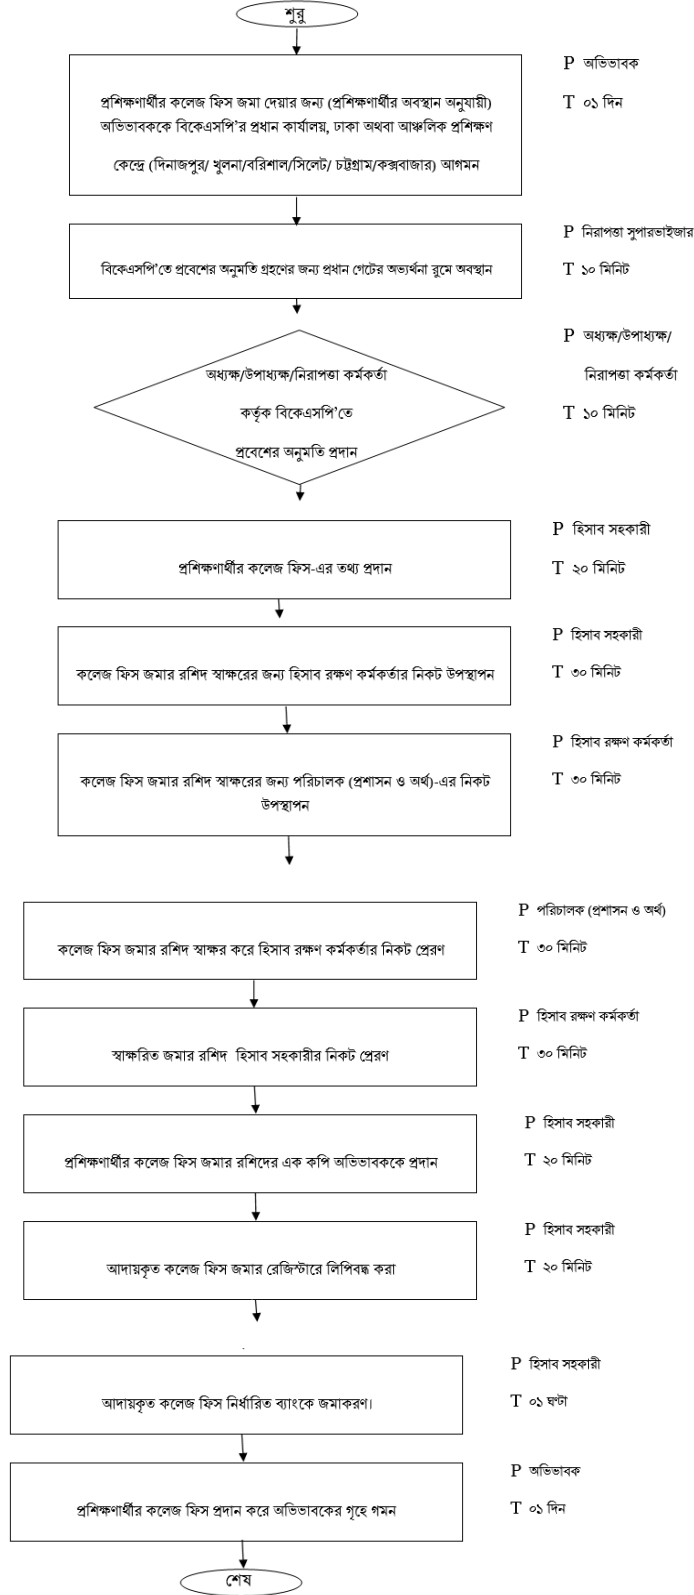 শুরু
প্রশিক্ষণার্থীর কলেজ ফিস জমা দেয়ার জন্য (প্রশিক্ষণার্থীর অবস্থান অনুযায়ী)
অভিভাবককে বিকেএসপি'র প্রধান কার্যালয়, ঢাকা অথবা আঞ্চলিক প্রশিক্ষণ
কেন্দ্রে (দিনাজপুর/ খুলনা/বরিশাল/সিলেট/ চট্টগ্রাম/কক্সবাজার) আগমন
P অভিভাবক
T ০১ দিন
বিকেএসপি'তে প্রবেশের অনুমতি গ্রহণের জন্য প্রধান গেটের অভ্যর্থনা রুমে অবস্থান
P নিরাপত্তা সুপারভাইজার
T ১০ মিনিট
অধ্যক্ষ/উপাধ্যক্ষ/নিরাপত্তা কর্মকর্তা
কর্তৃক বিকেএসপি'তে
প্রবেশের অনুমতি প্রদান
P অধ্যক্ষ/উপাধ্যক্ষ/
নিরাপত্তা কর্মকর্তা
T ১০ মিনিট
প্রশিক্ষণার্থীর কলেজ ফিস-এর তথ্য প্রদান
P হিসাব সহকারী
T ২০ মিনিট
কলেজ ফিস জমার রশিদ স্বাক্ষরের জন্য হিসাব রক্ষণ কর্মকর্তার নিকট উপস্থাপন
P হিসাব সহকারী
T ৩০ মিনিট
কলেজ ফিস জমার রশিদ স্বাক্ষরের জন্য পরিচালক (প্রশাসন ও অর্থ)-এর নিকট
উপস্থাপন
P হিসাব রক্ষণ কর্মকর্তা
T ৩০ মিনিট
কলেজ ফিস জমার রশিদ স্বাক্ষর করে হিসাব রক্ষণ কর্মকর্তার নিকট প্রেরণ
P পরিচালক (প্রশাসন ও অর্থ)
T ৩০ মিনিট
স্বাক্ষরিত জমার রশিদ হিসাব সহকারীর নিকট প্রেরণ
P হিসাব রক্ষণ কর্মকর্তা
T ৩০ মিনিট
প্রশিক্ষণার্থীর কলেজ ফিস জমার রশিদের এক কপি অভিভাবককে প্রদান
P হিসাব সহকারী
T ২০ মিনিট
আদায়কৃত কলেজ ফিস জমার রেজিস্টারে লিপিবদ্ধ করা
P হিসাব সহকারী
T ২০ মিনিট
আদায়কৃত কলেজ ফিস নির্ধারিত ব্যাংকে জমাকরণ।
P হিসাব সহকারী
T ০১ ঘণ্টা
প্রশিক্ষণার্থীর কলেজ ফিস প্রদান করে অভিভাবকের গৃহে গমন
P অভিভাবক
T ০১ দিন
শেষ